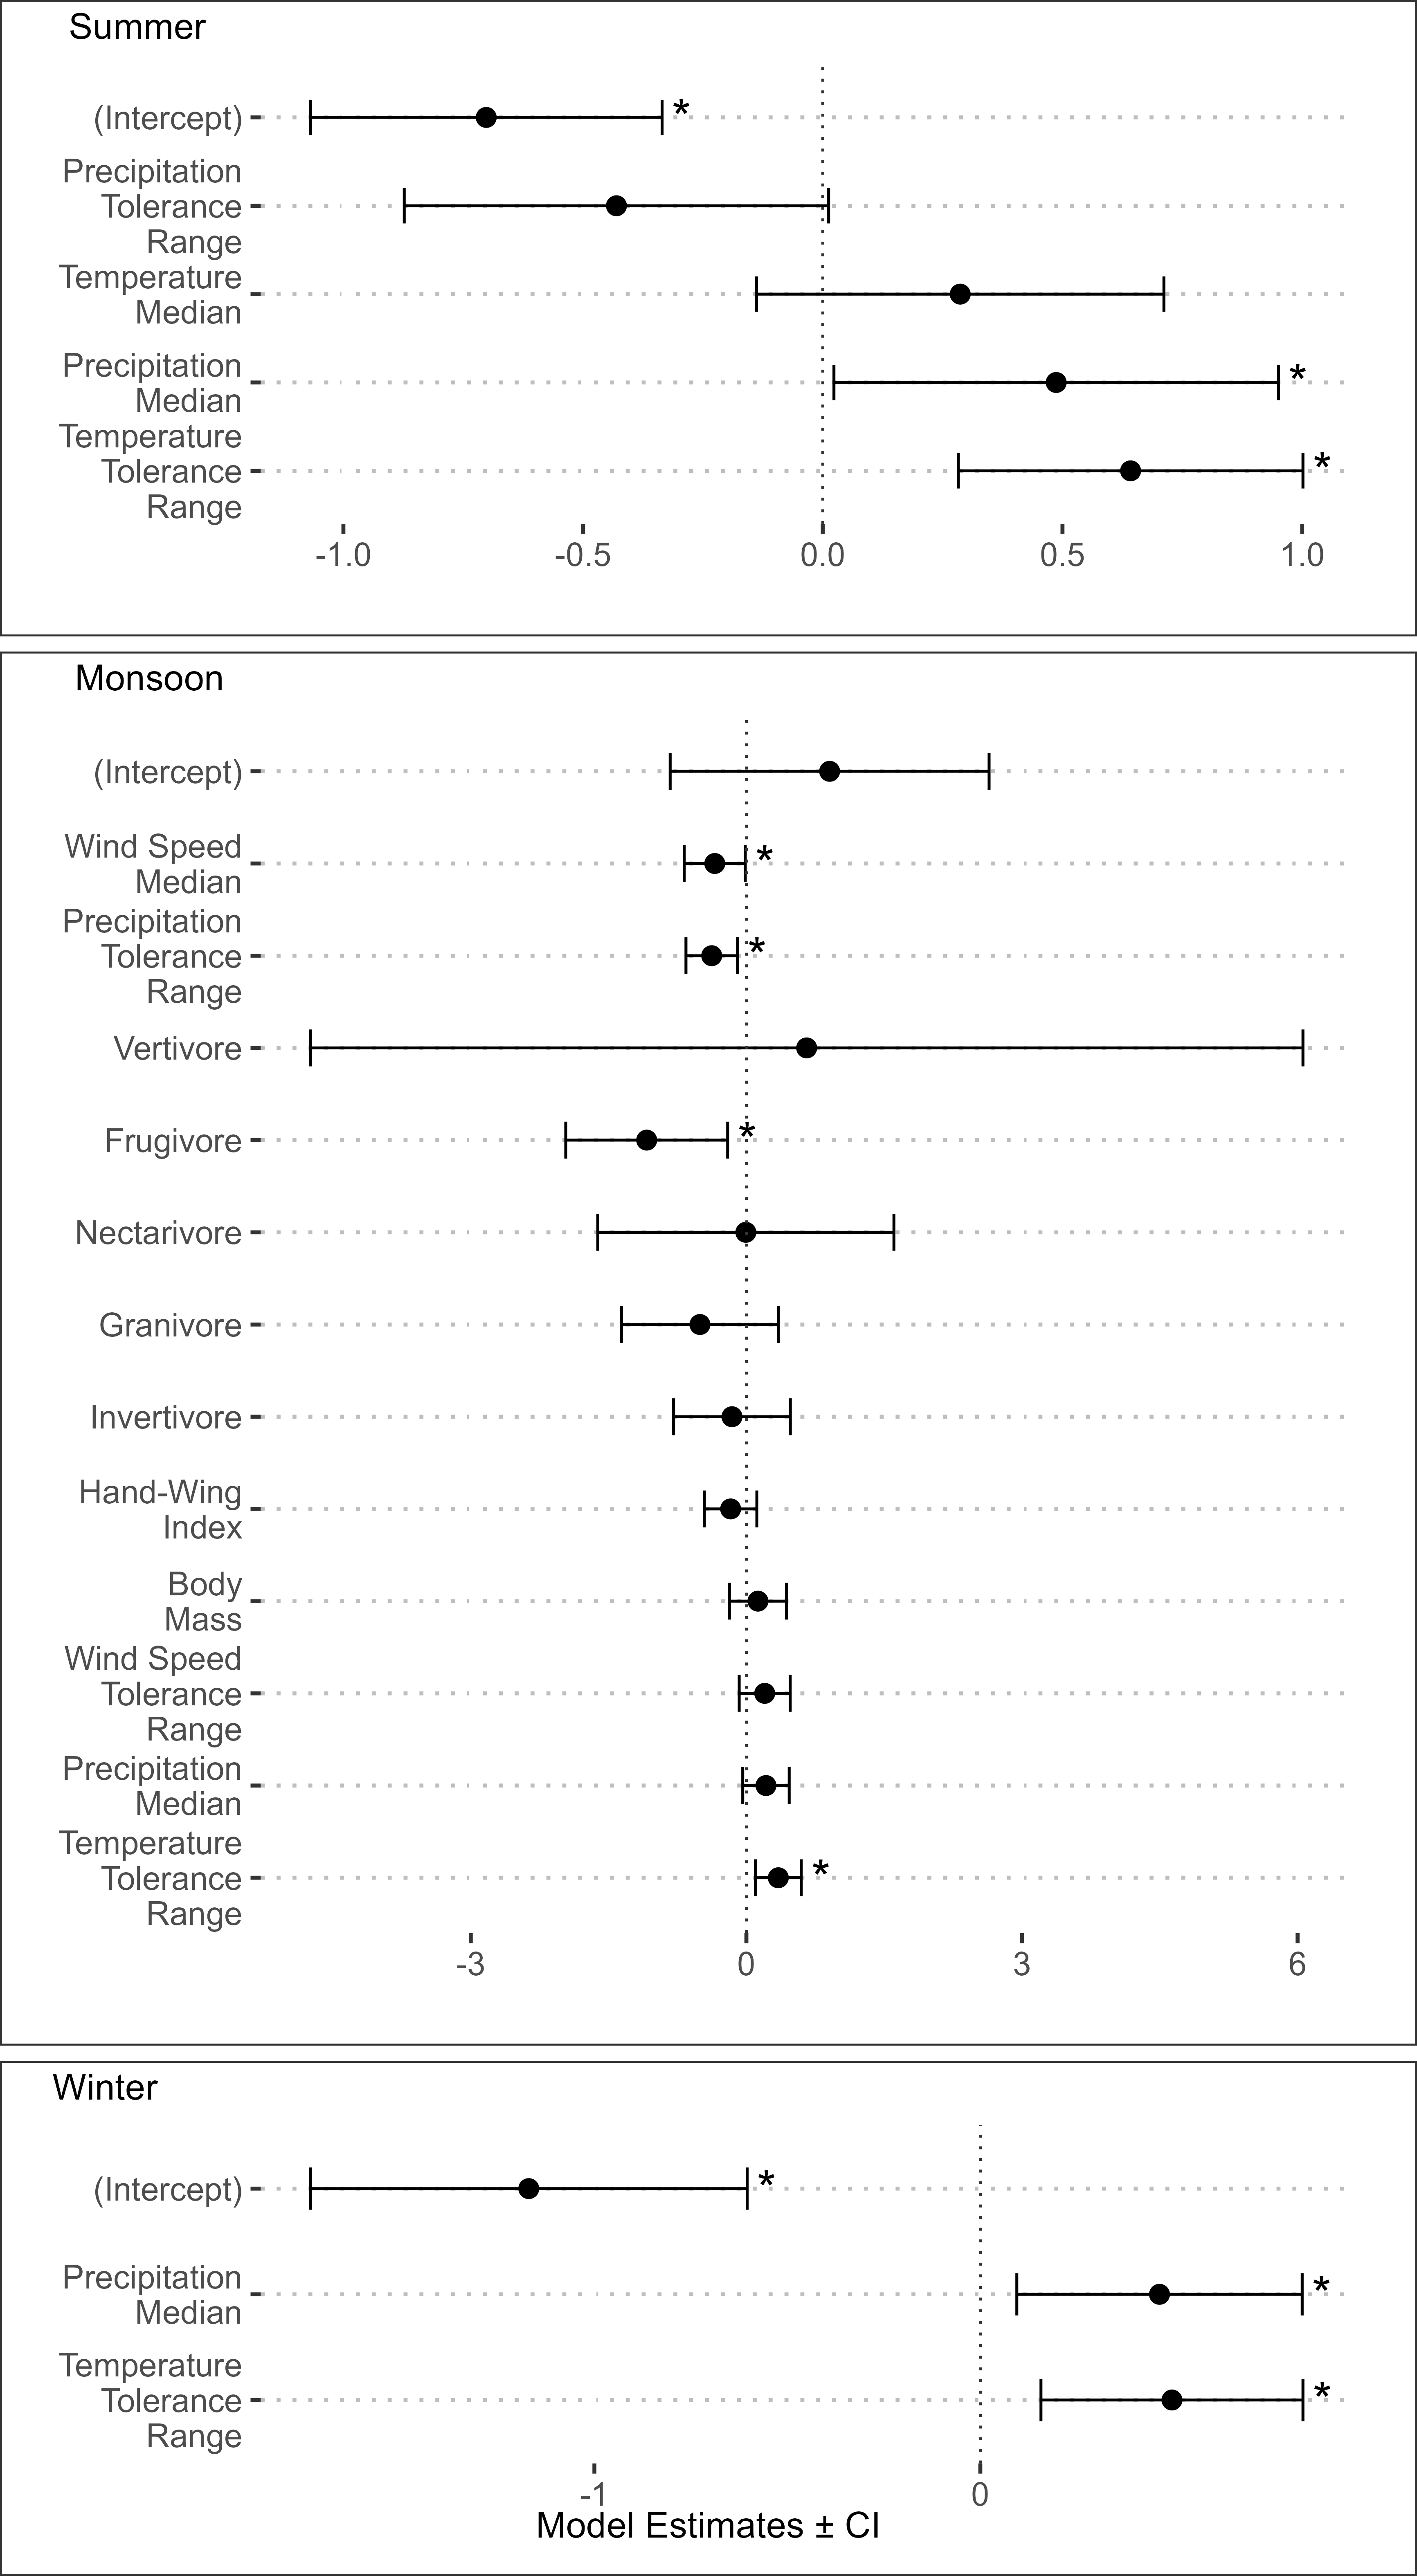 Summer
(Intercept)
*
Precipitation
Tolerance
Range
Temperature
Median
Precipitation
Median
*
Temperature
Tolerance
Range
*
-1.0 -0.5 0.0 0.5 1.0
Monsoon
(Intercept)
Wind Speed
Median
*
Precipitation
Tolerance
Range
*
Vertivore
Frugivore
*
Nectarivore
Granivore
Invertivore
Hand-Wing
Index
Body
Mass
Wind Speed
Tolerance
Range
Precipitation
Median
Temperature
Tolerance
Range
*
-3 0 3 6
Winter
(Intercept)
*
Precipitation
Median
*
Temperature
Tolerance
Range
*
-1 0
Model Estimates ± CI